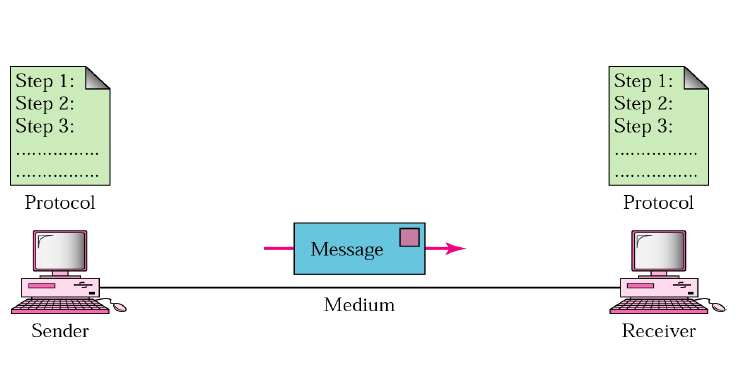 Step 1:
Step 2:
Step 3:
................
................
Protocol
Step 1:
Step 2:
Step 3:
................
................
Protocol
Message
Medium
Sender
Receiver